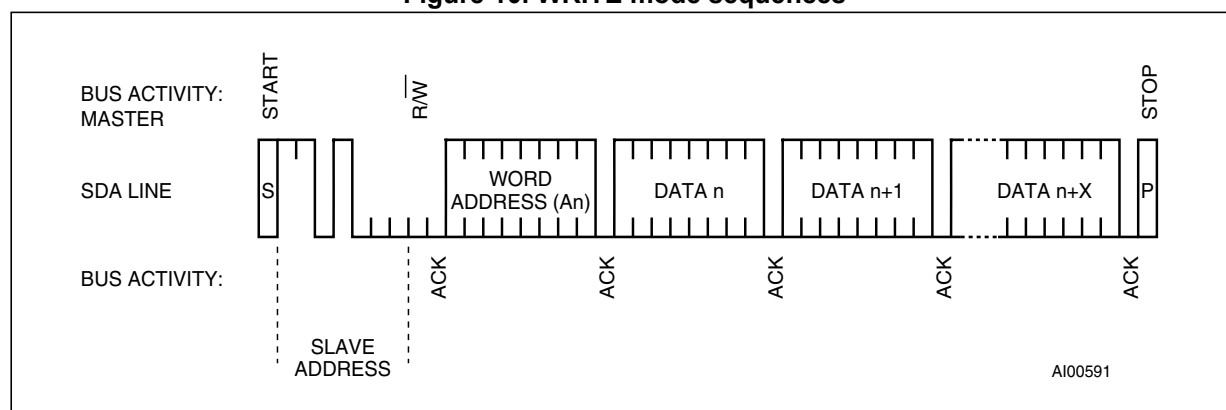 Figure 10. WRITE mode sequences
BUS ACTIVITY:
MASTER
START
R/W
STOP
SDA LINE
S
WORD
ADDRESS (An)
DATA n
DATA n+1
DATA n+X
P
BUS ACTIVITY:
ACK
ACK
ACK
ACK
ACK
SLAVE
ADDRESS
AI00591